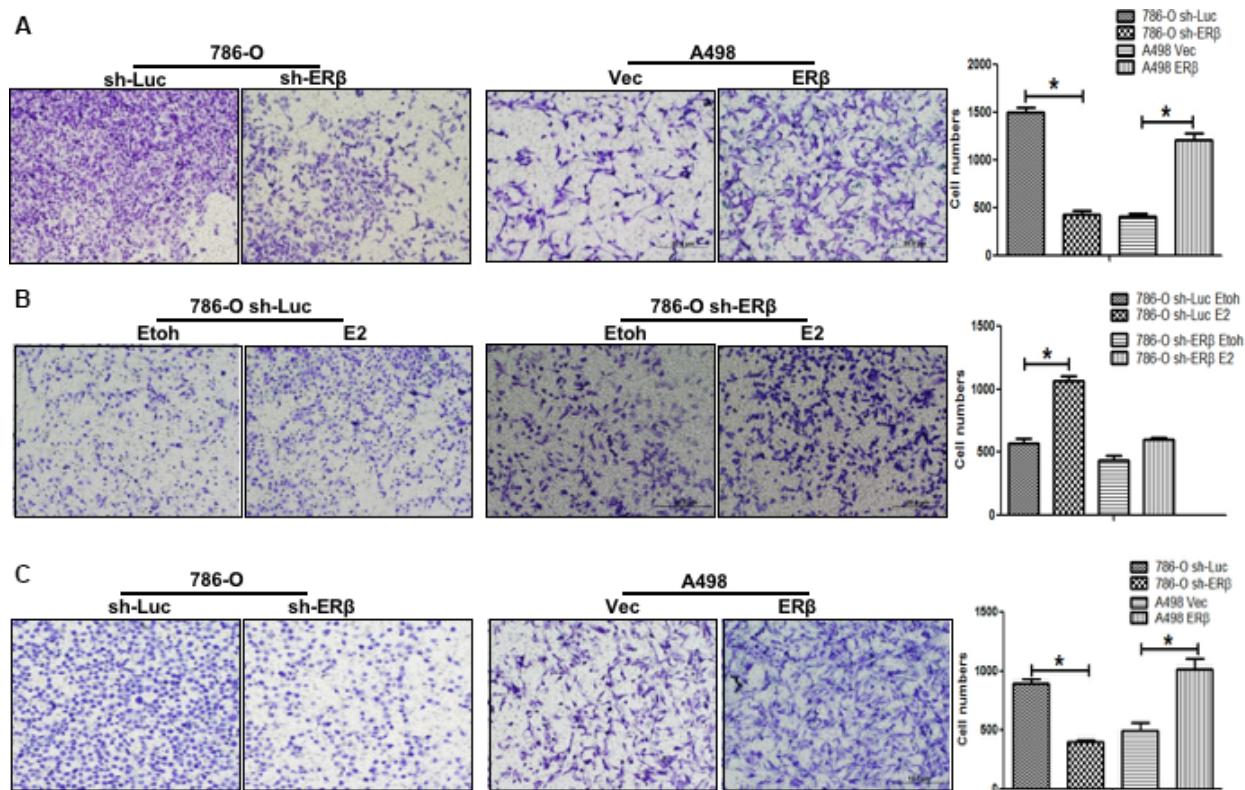 A
786-O
sh-Luc
sh-ERβ
A498
Vec
ERβ
786-O sh-Luc
786-O sh-ERβ
A498 Vec
A498 ERβ
Cell numbers
2000
1500
1000
500
0
*
*
B
786-O sh-Luc
Etoh
E2
786-O sh-ERβ
Etoh
E2
786-O sh-Luc Etoh
786-O sh-Luc E2
786-O sh-ERβ Etoh
786-O sh-ERβ E2
Cell numbers
1500
1000
500
0
*
C
786-O
sh-Luc
sh-ERβ
A498
Vec
ERβ
786-O sh-Luc
786-O sh-ERβ
A498 Vec
A498 ERβ
Cell numbers
1500
1000
500
0
*
*